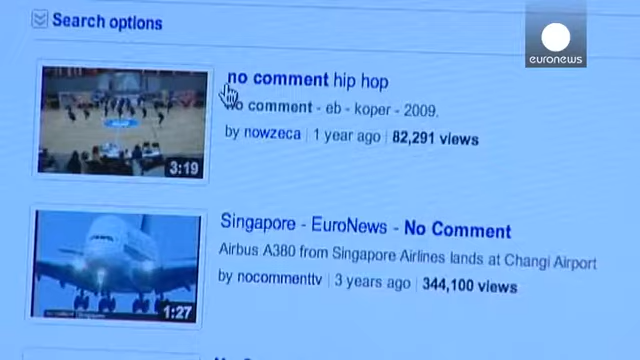 Search options
euronews
no comment hip hop
no comment - eb - koper - 2009.
by nowzeca | 1 year ago | 82,291 views
3:19
Singapore - EuroNews - No Comment
Airbus A380 from Singapore Airlines lands at Changi Airport
by nocommenttv | 3 years ago | 344,100 views
1:27